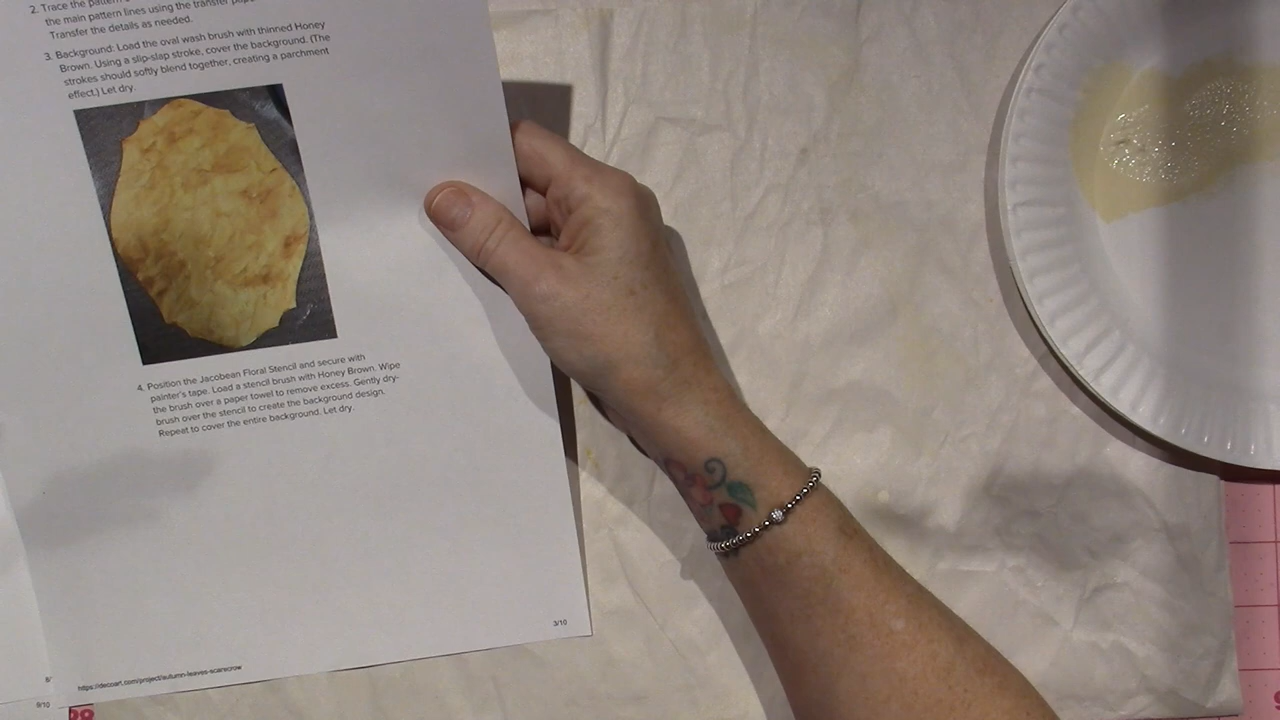 2. Trace the pattern
the main pattern lines using the transfer
Transfer the details as needed.
3. Background: Load the oval wash brush with thinned Honey
Brown. Using a slip-slap stroke, cover the background. (The
strokes should softly blend together, creating a parchment
effect.) Let dry.
4. Position the Jacobean Floral Stencil and secure with
painter's tape. Load a stencil brush with Honey Brown. Wipe
the brush over a paper towel to remove excess. Gently dry-
brush over the stencil to create the background design.
Repeat to cover the entire background. Let dry.
3/10
https://decoart.com/project/autumn-leaves-scarecrow
8/10